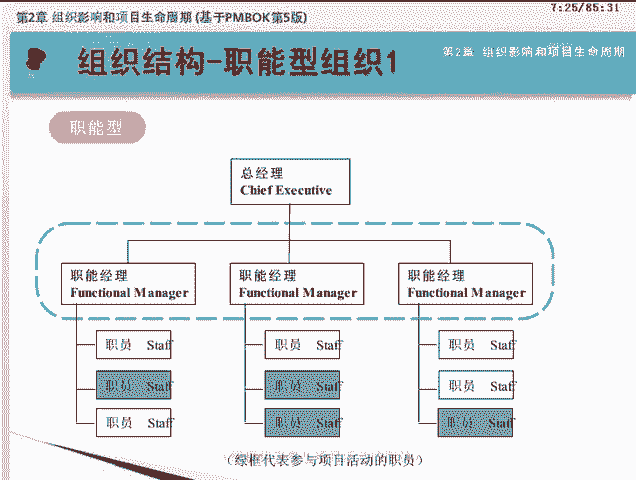 第2章 组织影响和项目生命周期 (基于PMBOK第5版)
7:25/85:31
组织结构-职能型组织1
第2章 组织影响和项目生命周期
职能型
总经理
Chief Executive
职能经理
Functional Manager
职能经理
Functional Manager
职能经理
Functional Manager
职员 Staff
职员 Staff
职员 Staff
职员 Staff
职员 Staff
职员 Staff
职员 Staff
职员 Staff
职员 Staff
（绿框代表参与项目活动的职员）